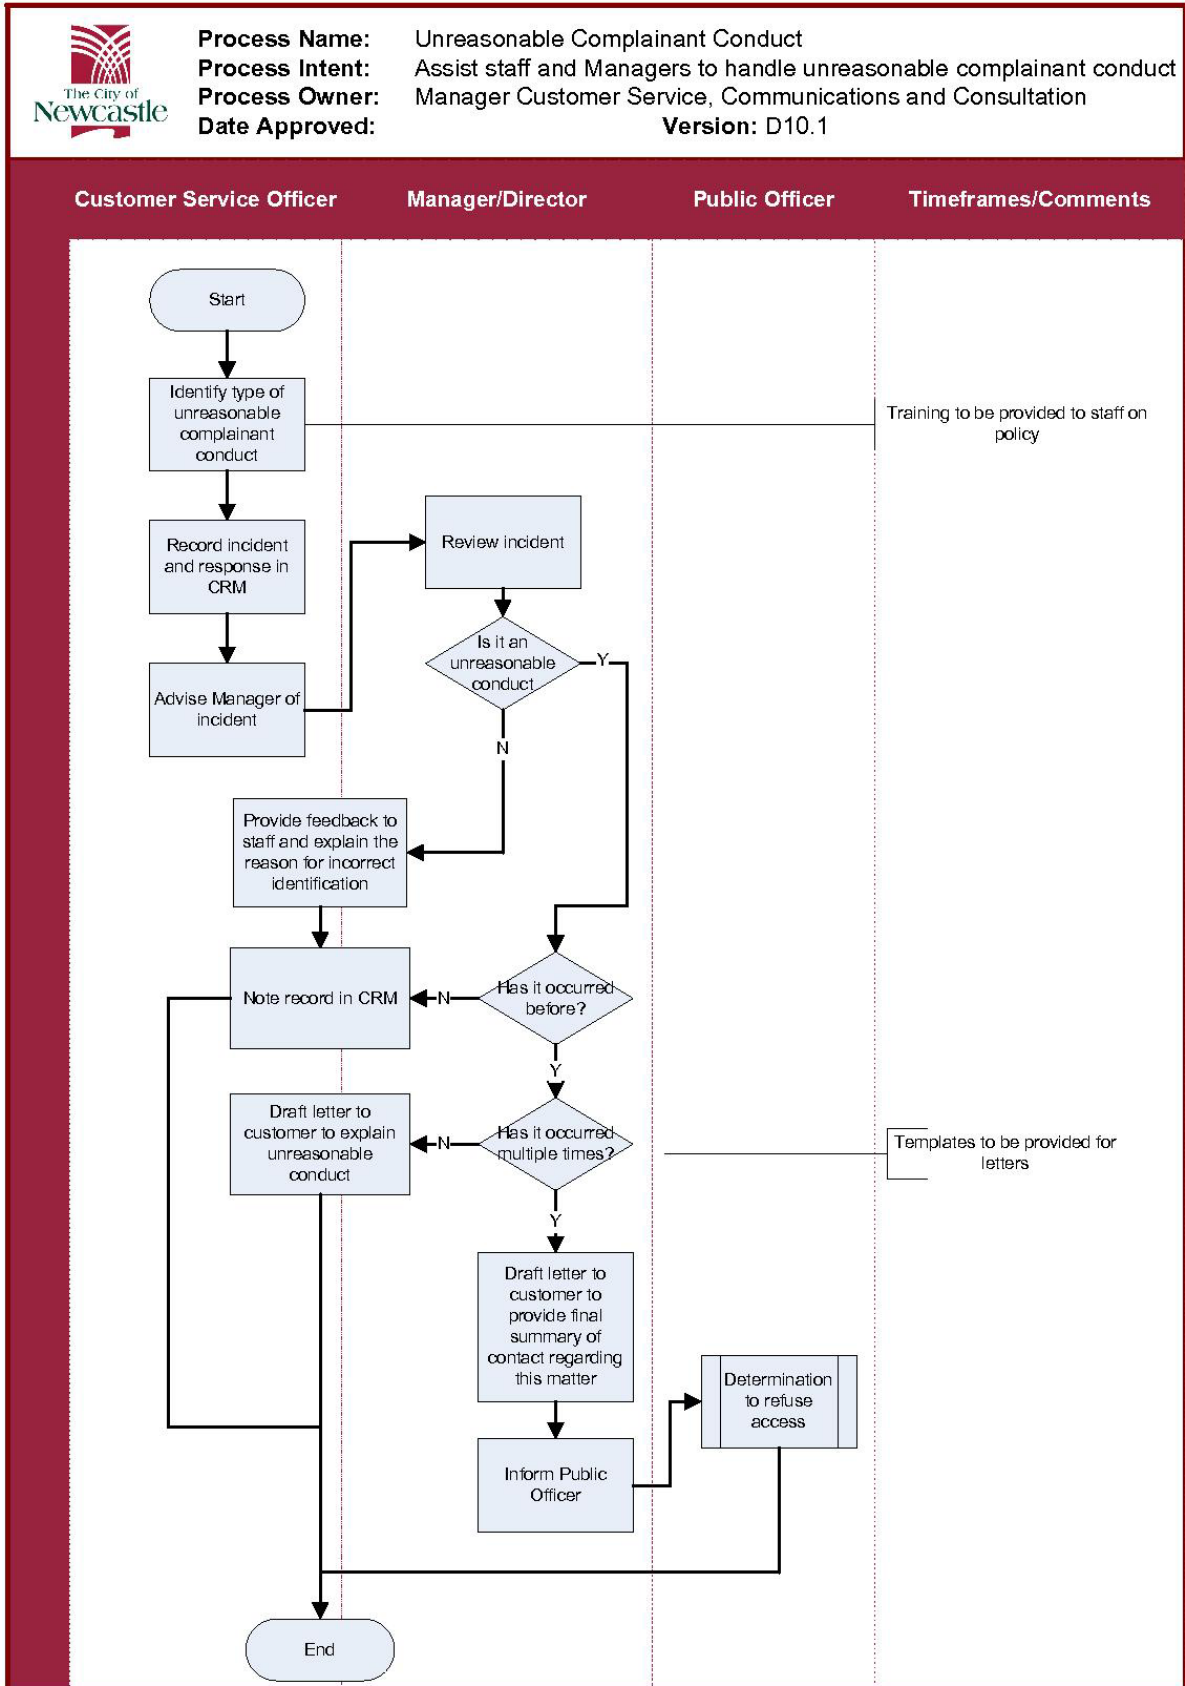 The City of
Newcastle
Process Name: Unreasonable Complainant Conduct
Process Intent: Assist staff and Managers to handle unreasonable complainant conduct
Process Owner: Manager Customer Service, Communications and Consultation
Date Approved: Version: D10.1
Customer Service Officer Manager/Director Public Officer Timeframes/Comments
Start
Identify type of
unreasonable
complainant
conduct
Training to be provided to staff on
policy
Record incident
and response in
CRM
Review incident
Advise Manager of
incident
Is it an
unreasonable
conduct
Y
N
Provide feedback to
staff and explain the
reason for incorrect
identification
Note record in CRM
N
Has it occurred
before?
Y
Draft letter to
customer to explain
unreasonable
conduct
N
Has it occurred
multiple times?
Templates to be provided for
letters
Y
Draft letter to
customer to
provide final
summary of
contact regarding
this matter
Determination
to refuse
access
Inform Public
Officer
End